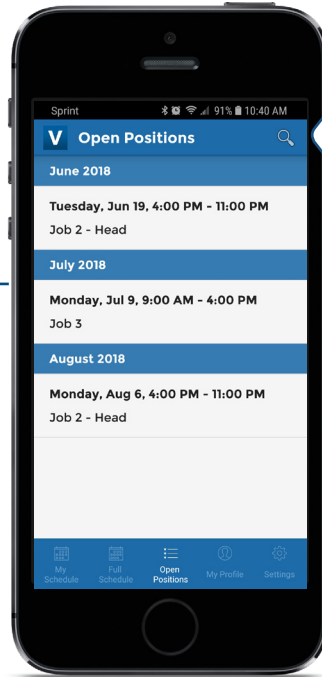 Sprint 91% 10:40 AM
V Open Positions
June 2018
Tuesday, Jun 19, 4:00 PM - 11:00 PM
Job 2 - Head
July 2018
Monday, Jul 9, 9:00 AM - 4:00 PM
Job 3
August 2018
Monday, Aug 6, 4:00 PM - 11:00 PM
Job 2 - Head
My Schedule
Full Schedule
Open Positions
My Profile
Settings